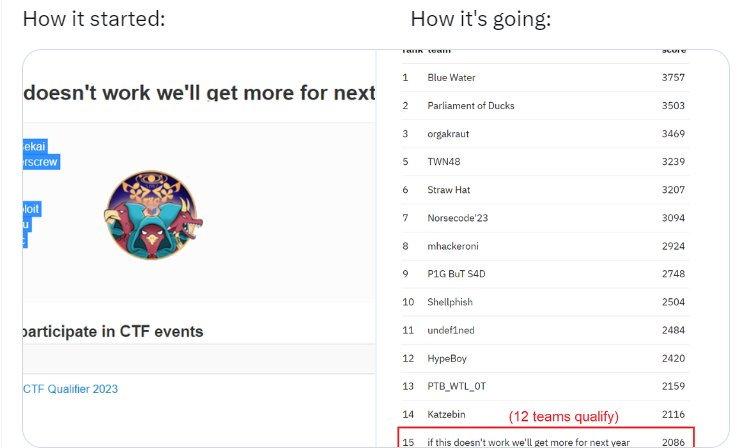 How it started:
How it's going:
doesn't work we'll get more for next
ekai
rscrew
loit
u
participate in CTF events
CTF Qualifier 2023
rank team score
1 Blue Water 3757
2 Parliament of Ducks 3503
3 orgakraut 3469
5 TWN48 3239
6 Straw Hat 3207
7 Norsecode'23 3094
8 mhackeroni 2924
9 P1G BuT S4D 2748
10 Shellphish 2504
11 undef1ned 2484
12 HypeBoy 2420
13 PTB_WTL_0T 2159
14 Katzebin 2116
(12 teams qualify)
15 if this doesn't work we'll get more for next year 2086